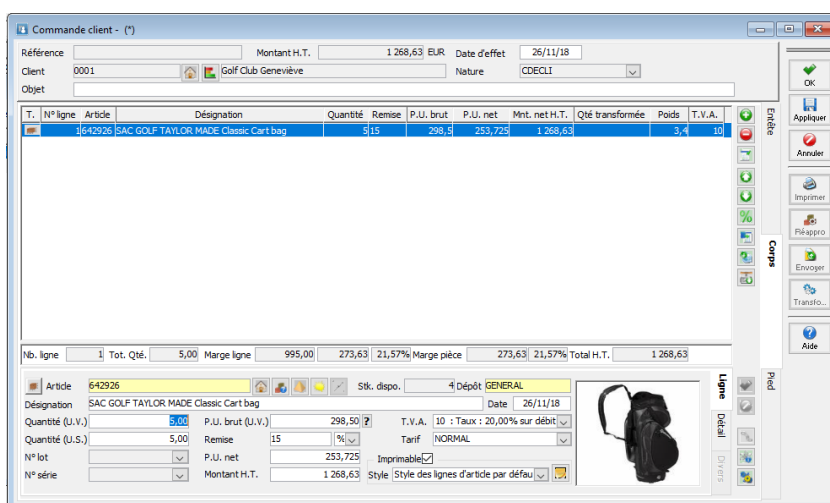 Commande client - (*)
Référence Montant H.T. 1 268,63 EUR Date d'effet 26/11/18
Client 0001 Golf Club Geneviève Nature CDECLI
Objet
T. N° ligne Article Désignation Quantité Remise P.U. brut P.U. net Mnt. net H.T. Qté transformée Poids T.V.A.
1 642926 SAC GOLF TAYLOR MADE Classic Cart bag 5 15 298,5 253,725 1 268,63 3,4 10
Nb. ligne 1 Tot. Qté. 5,00 Marge ligne 995,00 273,63 21,57% Marge pièce 273,63 21,57% Total H.T. 1 268,63
Article 642926 Stk. dispo. 4 Dépôt GENERAL
Désignation SAC GOLF TAYLOR MADE Classic Cart bag Date 26/11/18
Quantité (U.V.) 5,00 P.U. brut (U.V.) 298,50 ? T.V.A. 10 : Taux : 20,00% sur débit
Quantité (U.S.) 5,00 Remise 15 % Tarif NORMAL
N° lot P.U. net 253,725 Imprimable
N° série Montant H.T. 1 268,63 Style Style des lignes d'article par défau
Ligne
Détail
Divers
Entête
Corps
Pied
OK
Appliquer
Annuler
Imprimer
Réappro
Envoyer
Transfo...
Aide